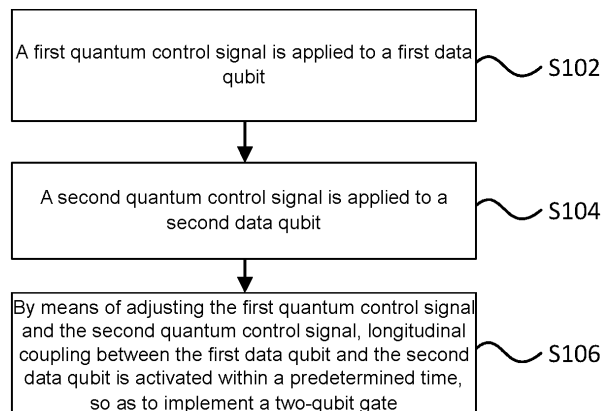 A first quantum control signal is applied to a first data
qubit
S102
A second quantum control signal is applied to a
second data qubit
S104
By means of adjusting the first quantum control signal
and the second quantum control signal, longitudinal
coupling between the first data qubit and the second
data qubit is activated within a predetermined time,
so as to implement a two-qubit gate
S106